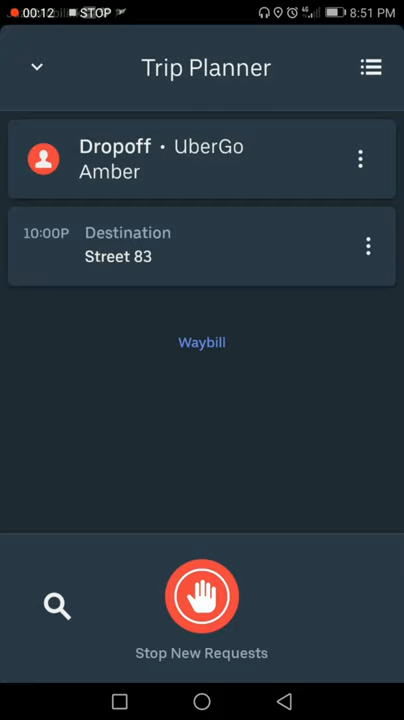 00:12 STOP 4G 8:51 PM
Trip Planner
Dropoff • UberGo
Amber
10:00P Destination
Street 83
Waybill
Stop New Requests